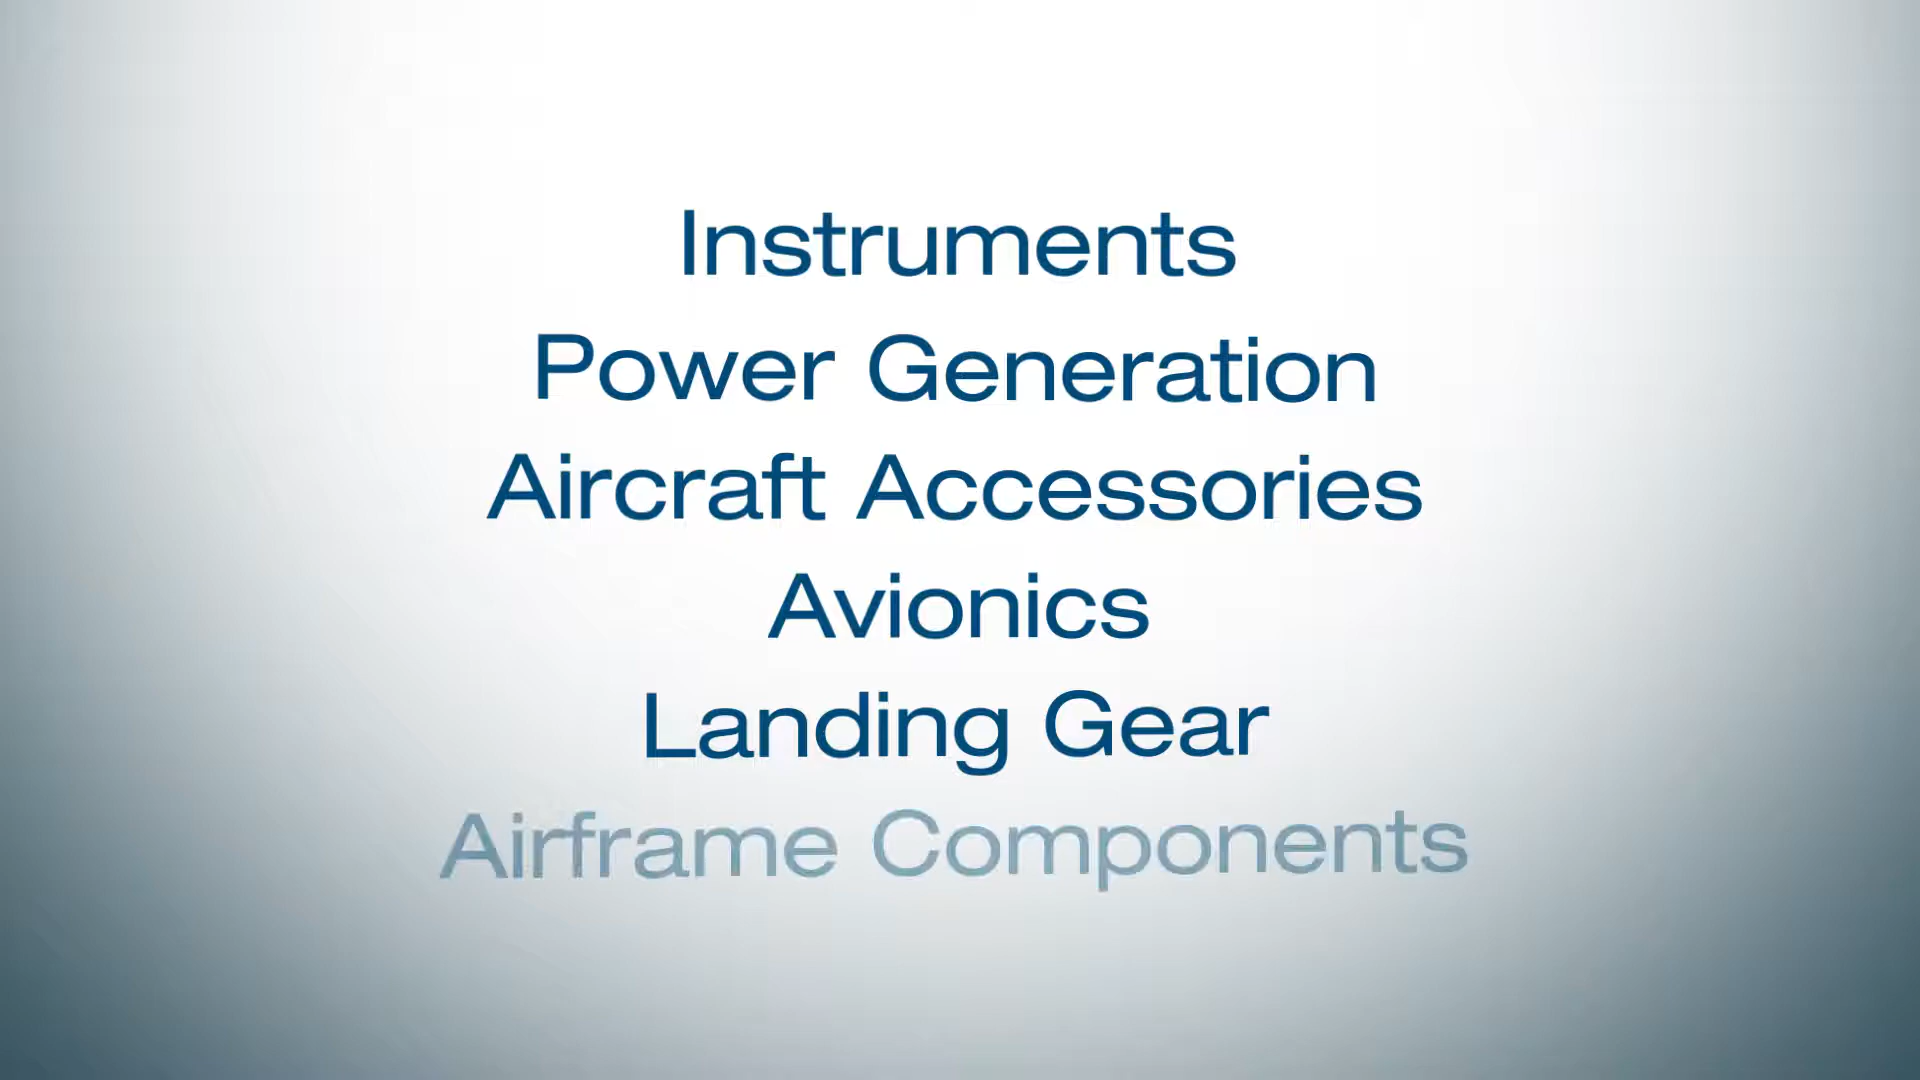 Instruments
Power Generation
Aircraft Accessories
Avionics
Landing Gear
Airframe Components